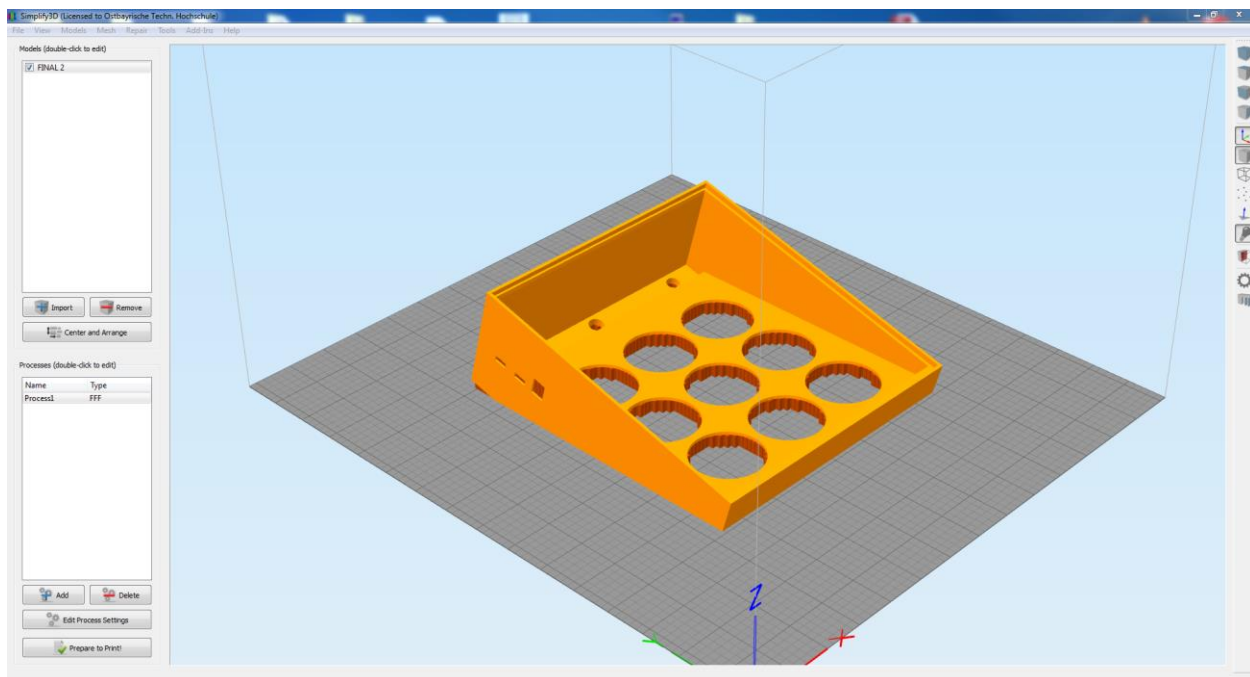 Simplify3D (Licensed to Ostbayrische Techn. Hochschule)
File View Models Mesh Repair Tools Add-Ins Help
Models (double-click to edit)
FINAL 2
Import Remove
Center and Arrange
Processes (double-click to edit)
Name Type
Process1 FFF
Add Delete
Edit Process Settings
Prepare to Print!
Z
X